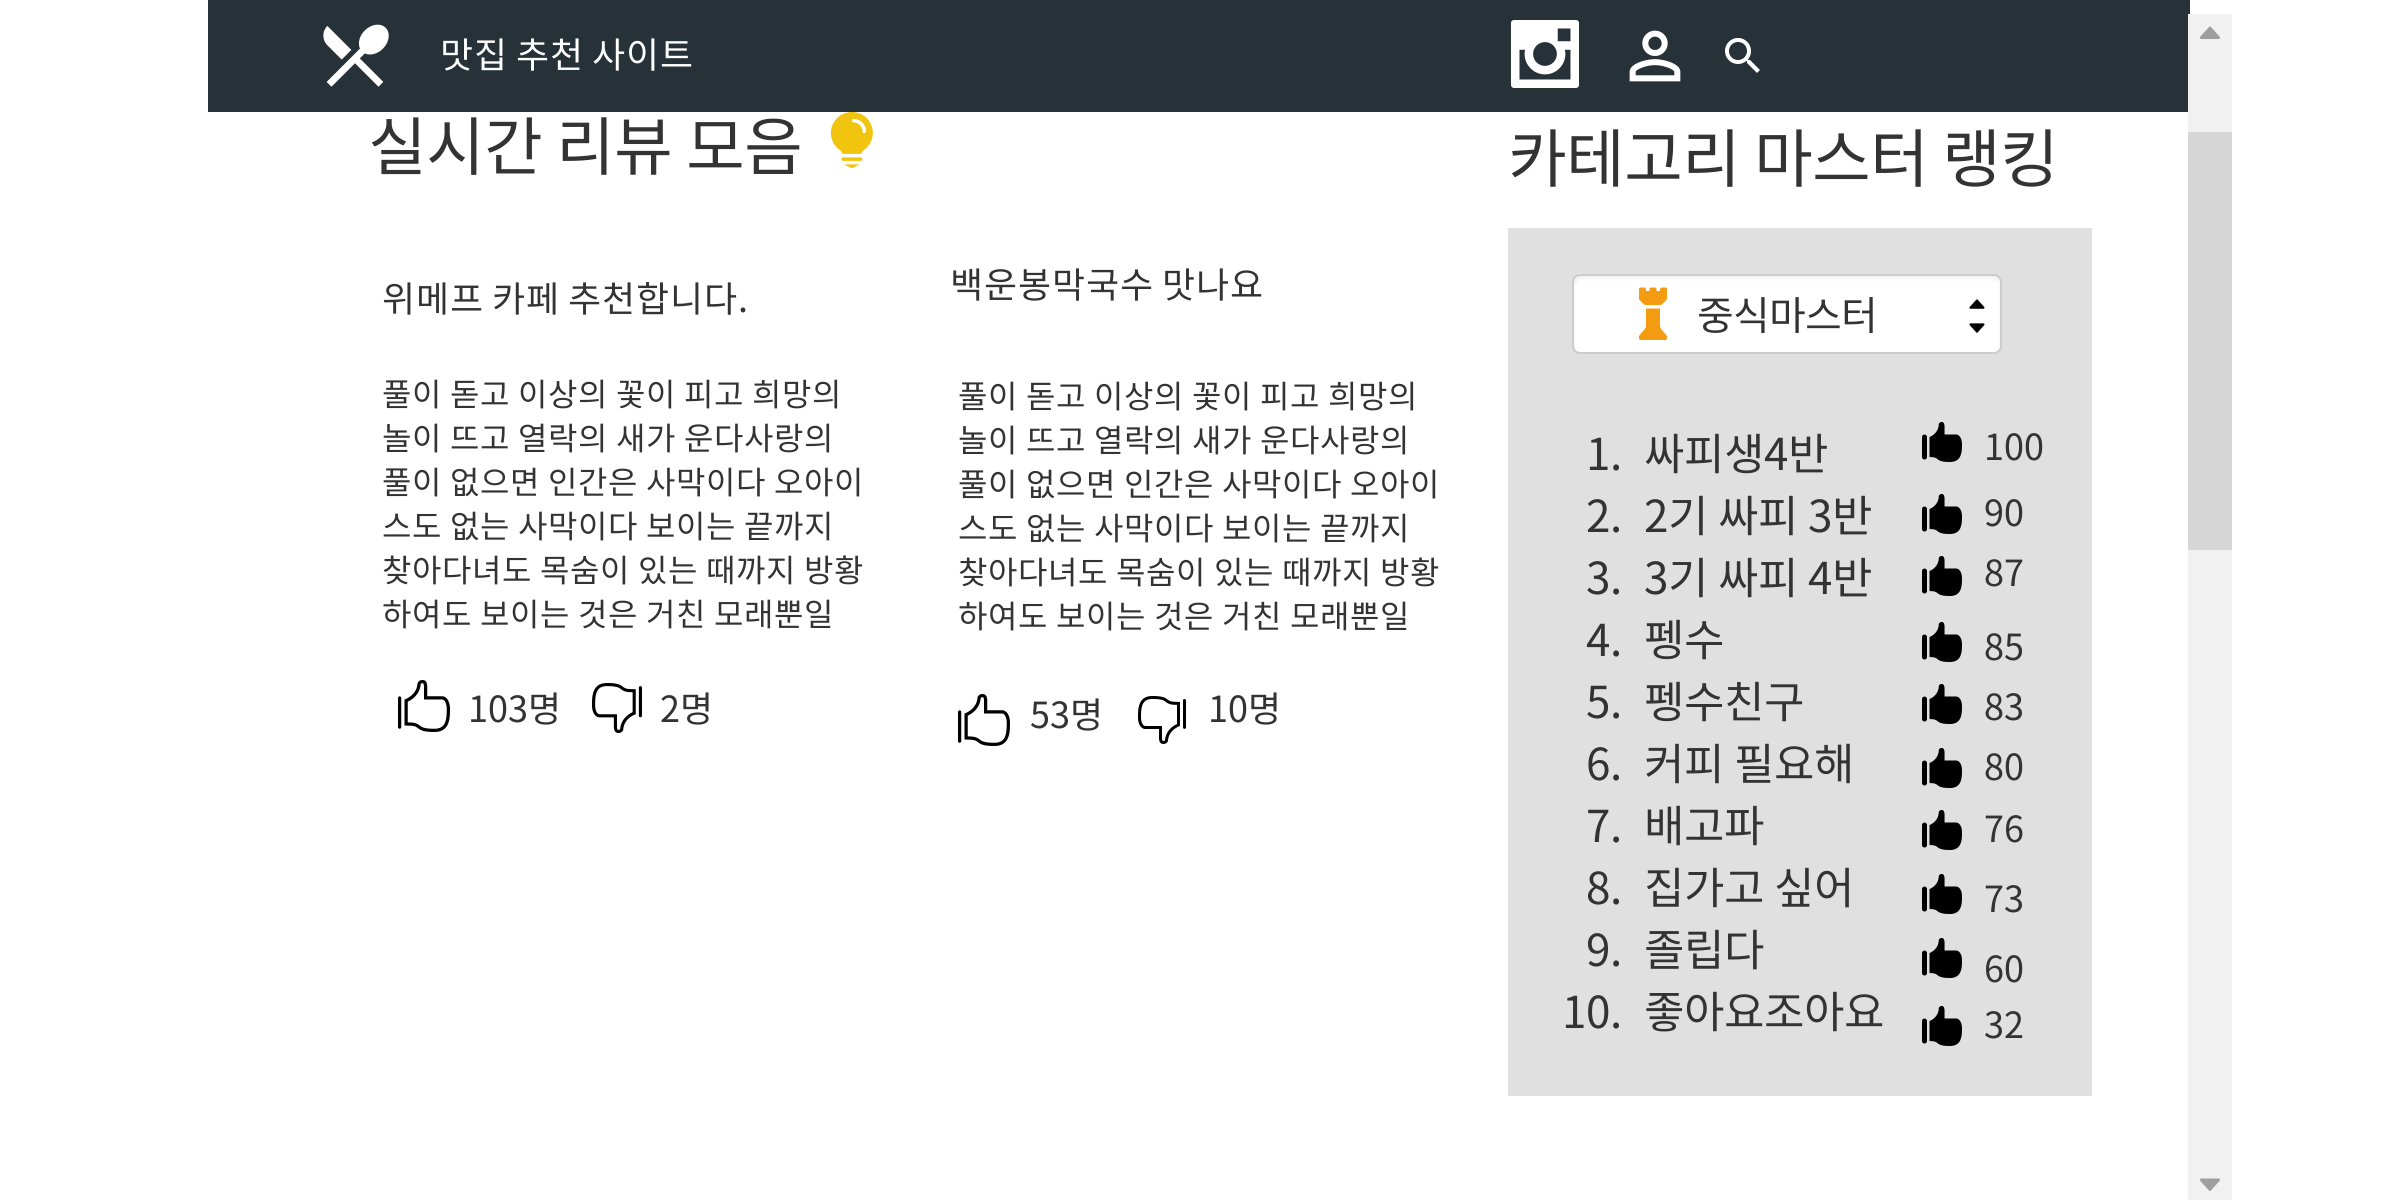 맛집 추천 사이트
실시간 리뷰 모음
위메프 카페 추천합니다.
풀이 돋고 이상의 꽃이 피고 희망의
놀이 뜨고 열락의 새가 운다사랑의
풀이 없으면 인간은 사막이다 오아이
스도 없는 사막이다 보이는 끝까지
찾아다녀도 목숨이 있는 때까지 방황
하여도 보이는 것은 거친 모래뿐일
103명 2명
백운봉막국수 맛나요
풀이 돋고 이상의 꽃이 피고 희망의
놀이 뜨고 열락의 새가 운다사랑의
풀이 없으면 인간은 사막이다 오아이
스도 없는 사막이다 보이는 끝까지
찾아다녀도 목숨이 있는 때까지 방황
하여도 보이는 것은 거친 모래뿐일
53명 10명
카테고리 마스터 랭킹
중식마스터
1. 싸피생4반 100
2. 2기 싸피 3반 90
3. 3기 싸피 4반 87
4. 펭수 85
5. 펭수친구 83
6. 커피 필요해 80
7. 배고파 76
8. 집가고 싶어 73
9. 졸립다 60
10. 좋아요조아요 32